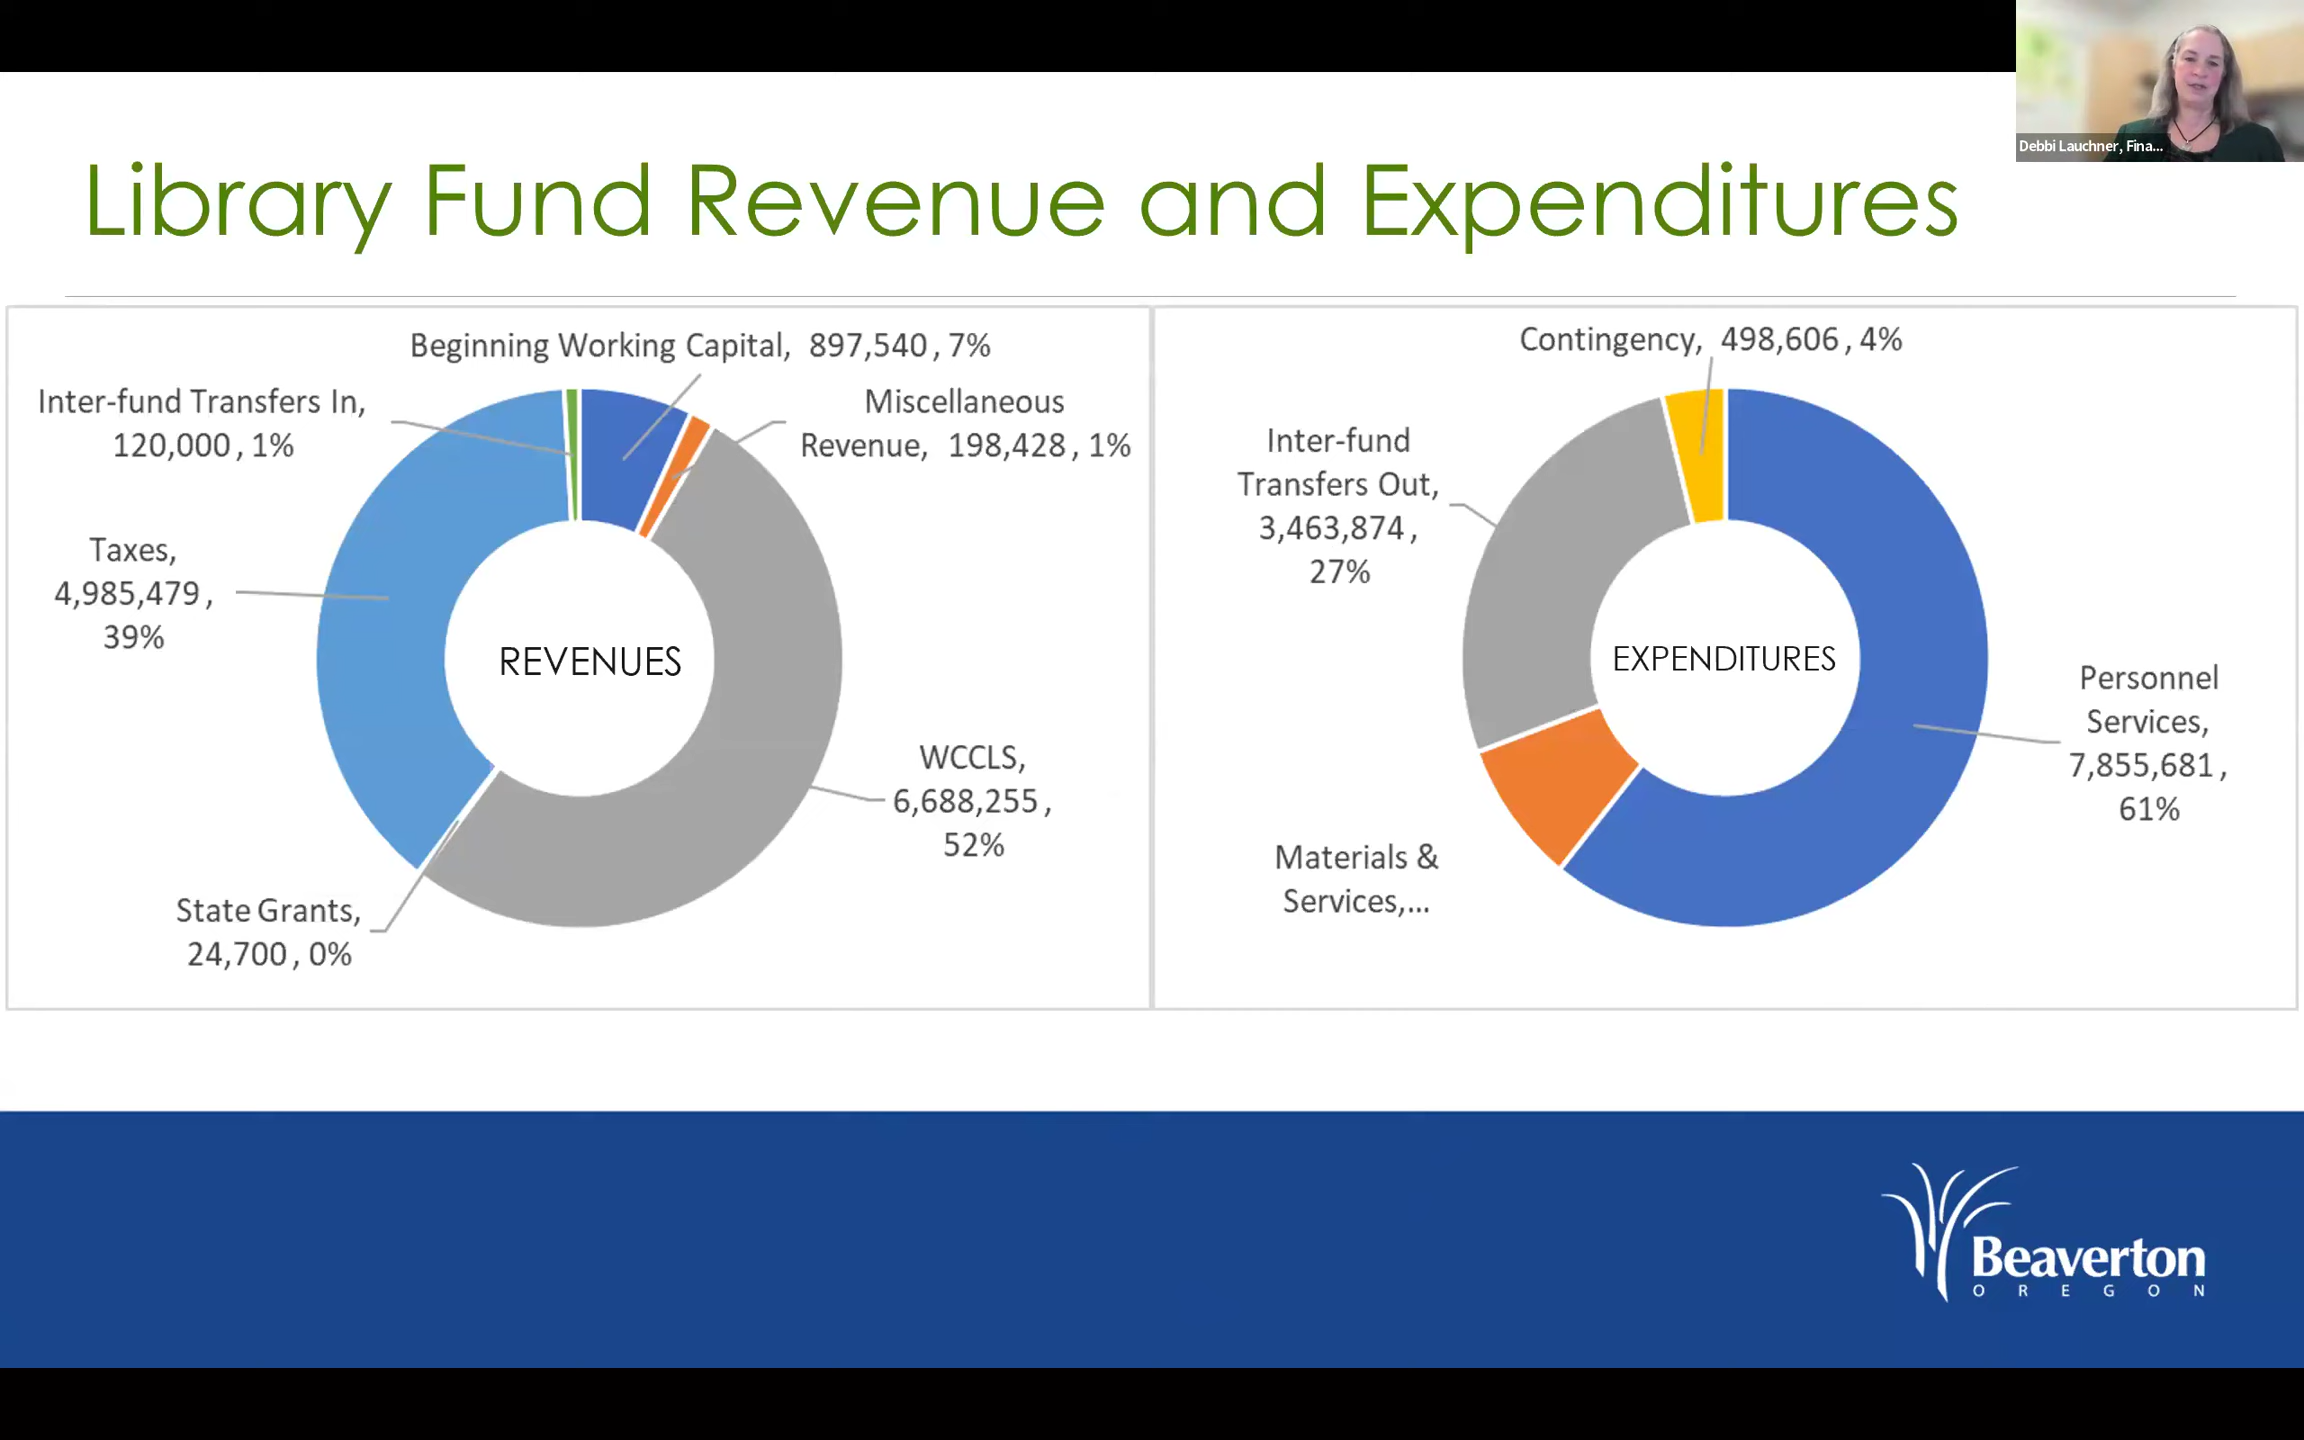 Debbi Lauchner, Fina...
Library Fund Revenue and Expenditures
Beginning Working Capital, 897,540, 7%
Inter-fund Transfers In,
120,000, 1%
Miscellaneous
Revenue, 198,428, 1%
Taxes,
4,985,479,
39%
REVENUES
WCCLS,
6,688,255,
52%
State Grants,
24,700, 0%
Contingency, 498,606, 4%
Inter-fund
Transfers Out,
3,463,874,
27%
EXPENDITURES
Personnel
Services,
7,855,681,
61%
Materials &
Services,...
Beaverton
OREGON